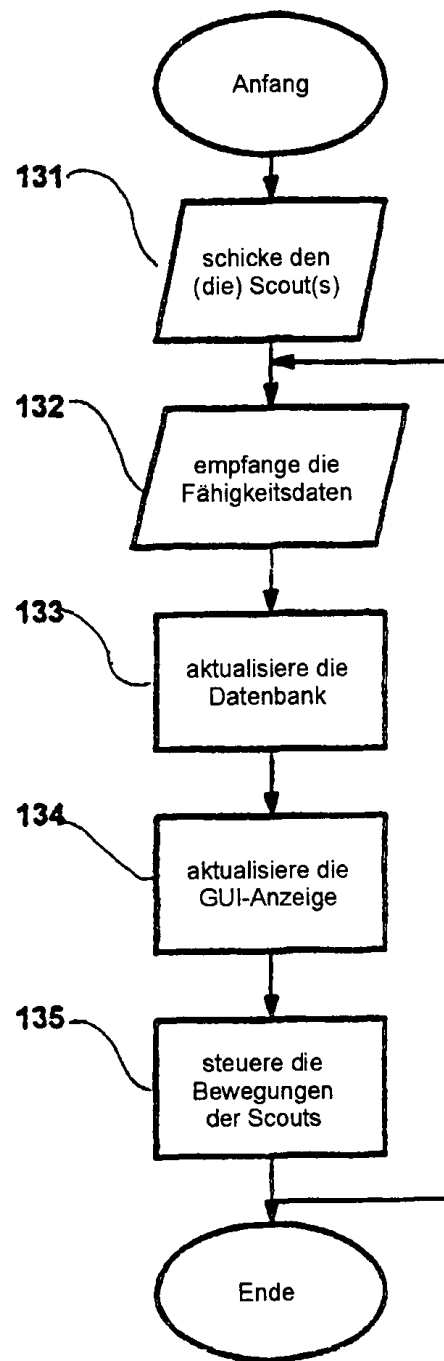 Anfang
131
schicke den
(die) Scout(s)
132
empfange die
Fähigkeitsdaten
133
aktualisiere die
Datenbank
134
aktualisiere die
GUI-Anzeige
135
steuere die
Bewegungen
der Scouts
Ende